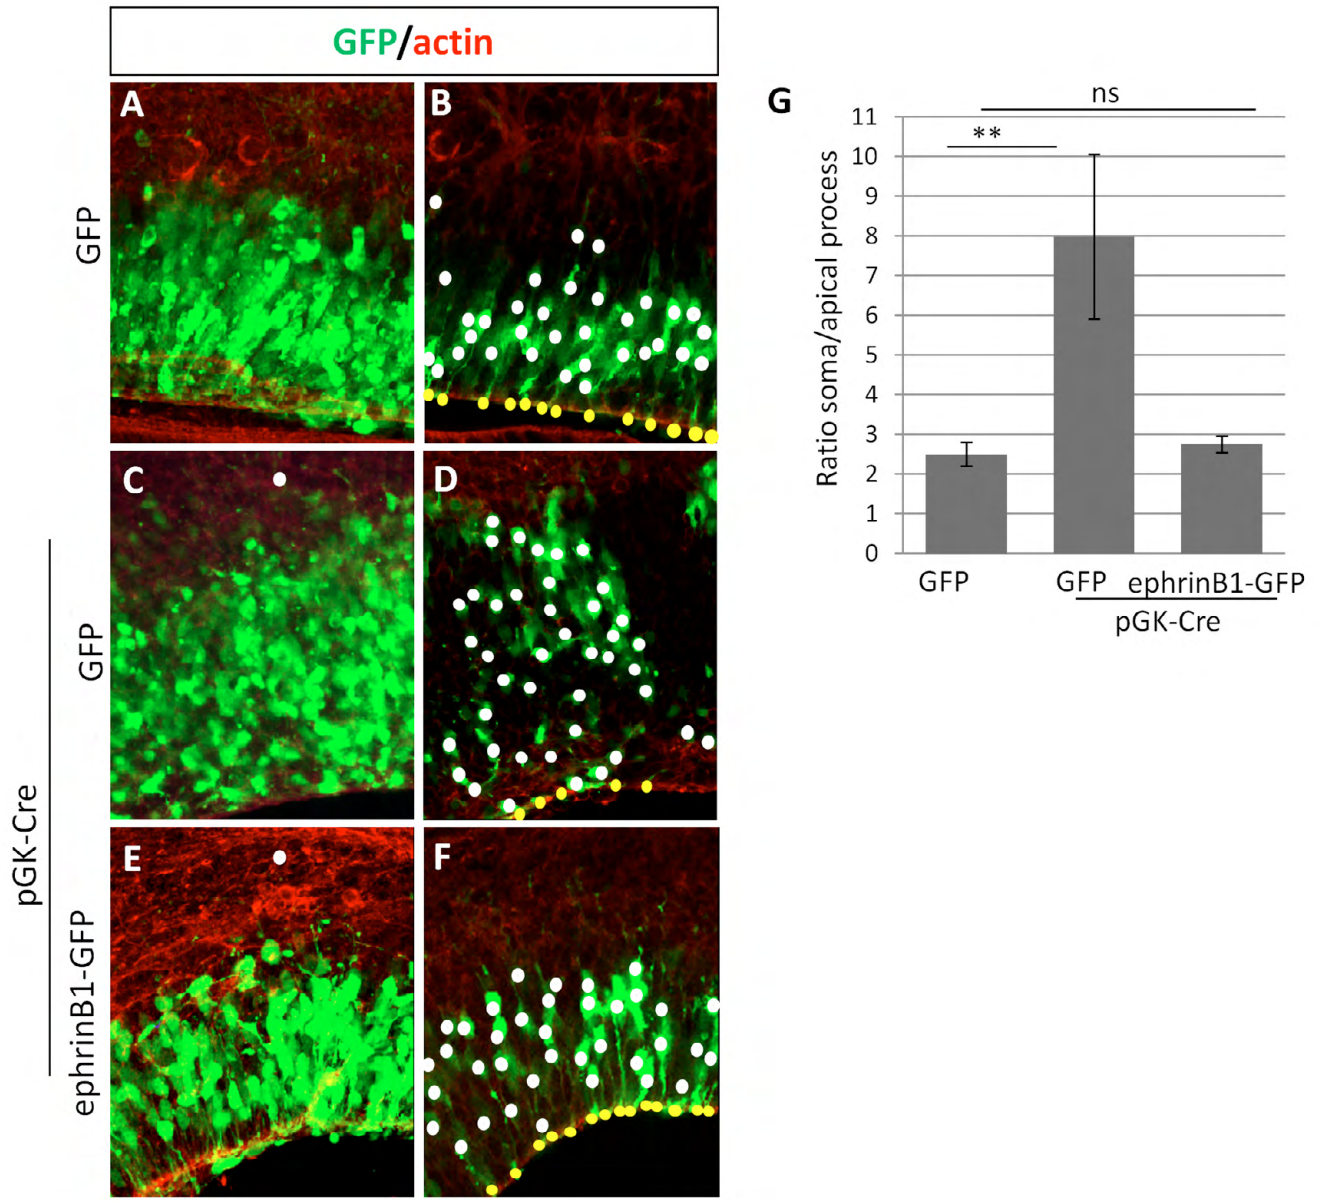 GFP/actin
A
B
GFP
C
D
GFP
E
F
ephrinB1-GFP
pGK-Cre
G
ns
**
11
10
9
8
7
6
5
4
3
2
1
0
Ratio soma/apical process
GFP
GFP
ephrinB1-GFP
pGK-Cre